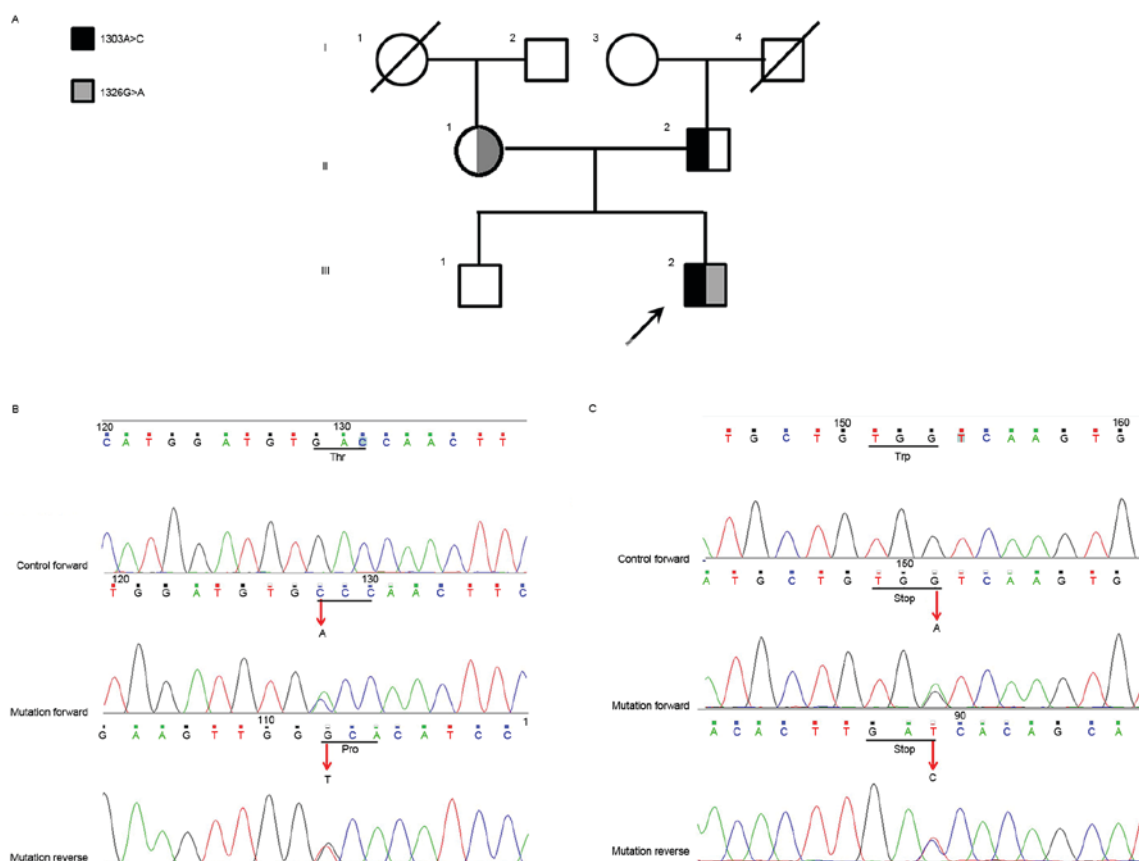 A
1303A>C
1326G>A
I
1
2
3
4
II
1
2
III
1
2
B
120 130
C A T G G A T G T G A C C A A C T T
Thr
Control forward
120 130
T G G A T G T G C C C A A C T T C
A
Mutation forward
110 1
G A A G T T G G G C A C A T C C
Pro
T
Mutation reverse
C
150 160
T G C T G T G G T C A A G T G
Trp
Control forward
150
A T G C T G T G G T C A A G T G
Stop
A
Mutation forward
90
A C A C T T G A T C A C A G C A
Stop
C
Mutation reverse